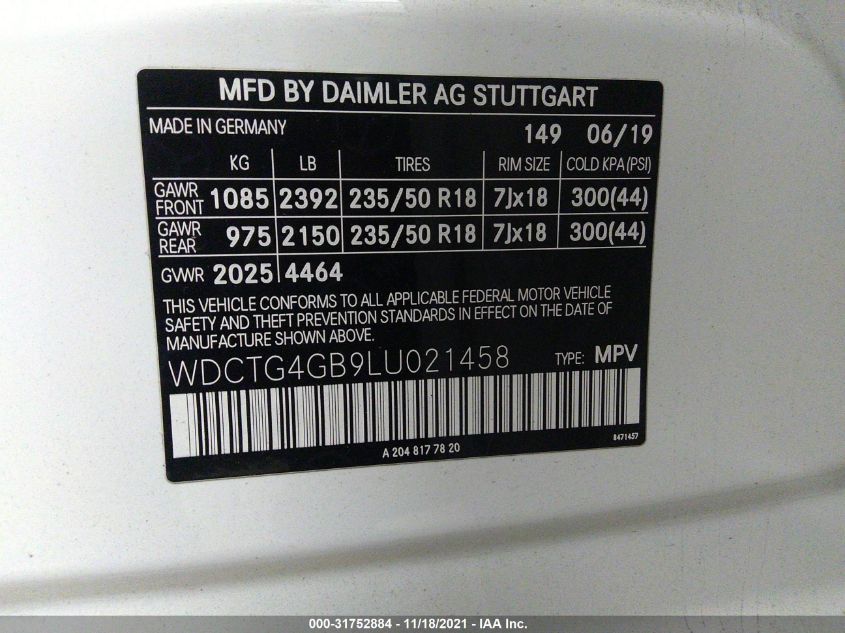 MFD BY DAIMLER AG STUTTGART
MADE IN GERMANY 149 06/19
KG LB TIRES RIM SIZE COLD KPA(PSI)
GAWR FRONT 1085 2392 235/50 R18 7Jx18 300(44)
GAWR REAR 975 2150 235/50 R18 7Jx18 300(44)
GVWR 2025 4464
THIS VEHICLE CONFORMS TO ALL APPLICABLE FEDERAL MOTOR VEHICLE
SAFETY AND THEFT PREVENTION STANDARDS IN EFFECT ON THE DATE OF
MANUFACTURE SHOWN ABOVE.
WDCTG4GB9LU021458 TYPE: MPV
A 204 817 78 20 8471457
000-31752884 - 11/18/2021 - IAA Inc.